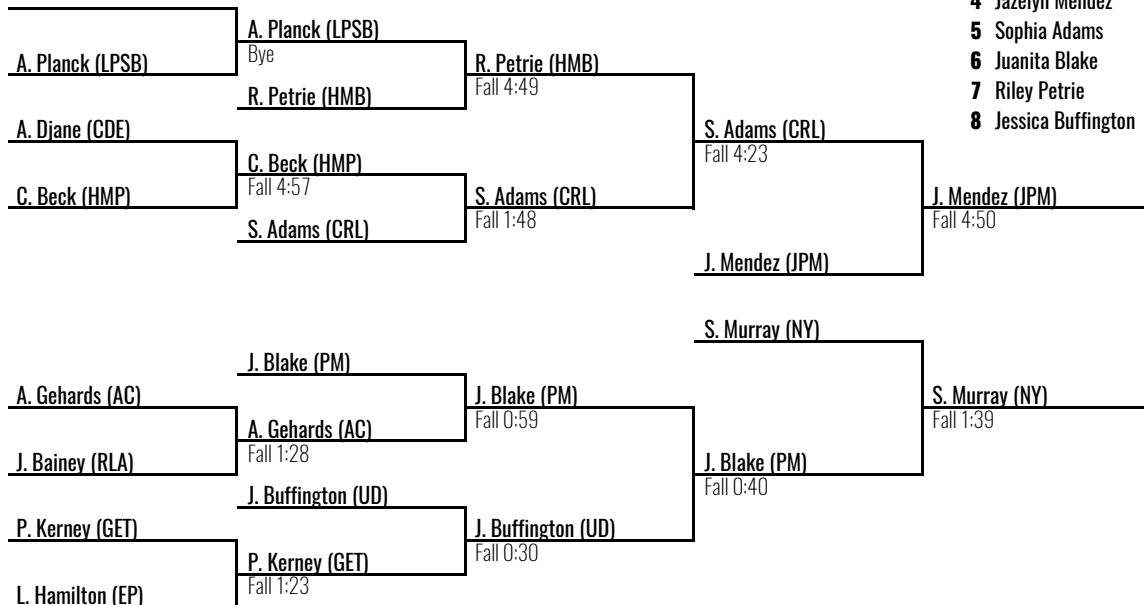 4 Jazelyn Mendez
5 Sophia Adams
6 Juanita Blake
7 Riley Petrie
8 Jessica Buffington
A. Planck (LPSB)
A. Djane (CDE)
C. Beck (HMP)
A. Gehards (AC)
J. Bainey (RLA)
P. Kerney (GET)
L. Hamilton (EP)
A. Planck (LPSB)
Bye
R. Petrie (HMB)
C. Beck (HMP)
Fall 4:57
S. Adams (CRL)
J. Blake (PM)
A. Gehards (AC)
Fall 1:28
J. Buffington (UD)
P. Kerney (GET)
Fall 1:23
R. Petrie (HMB)
Fall 4:49
S. Adams (CRL)
Fall 1:48
J. Blake (PM)
Fall 0:59
J. Buffington (UD)
Fall 0:30
S. Adams (CRL)
Fall 4:23
J. Mendez (JPM)
S. Murray (NY)
J. Blake (PM)
Fall 0:40
J. Mendez (JPM)
Fall 4:50
S. Murray (NY)
Fall 1:39